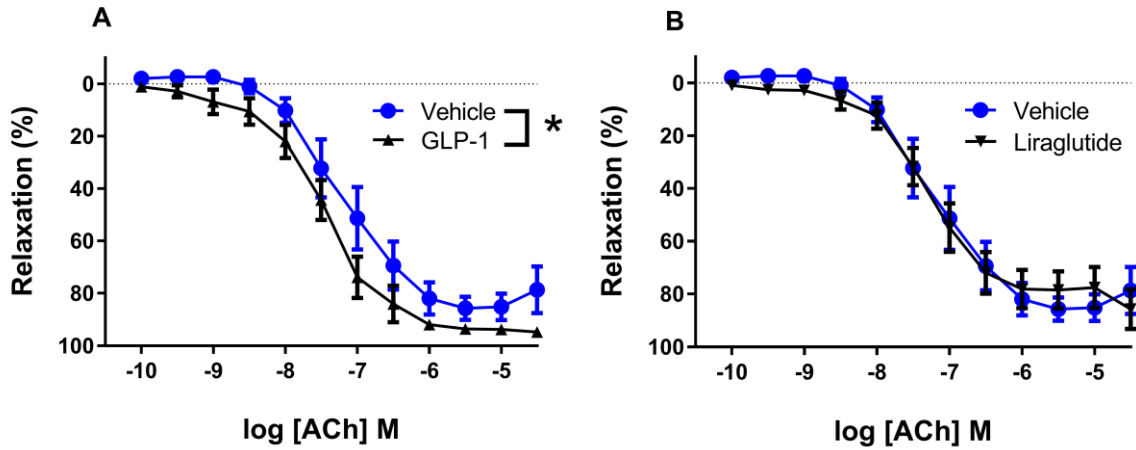 A
Relaxation (%)
0
20
40
60
80
100
Vehicle
GLP-1
*
-10
-9
-8
-7
-6
-5
log [ACh] M
B
Relaxation (%)
0
20
40
60
80
100
Vehicle
Liraglutide
-10
-9
-8
-7
-6
-5
log [ACh] M